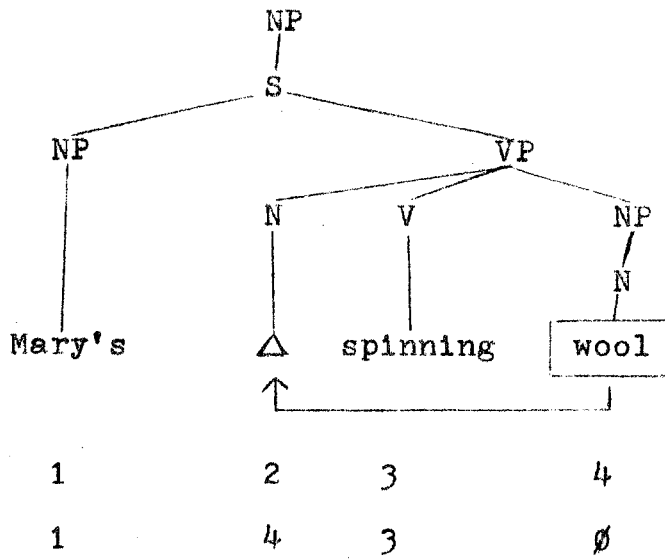 NP
S
NP VP
N V NP
N
Mary's △ spinning wool
1 2 3 4
1 4 3 ø